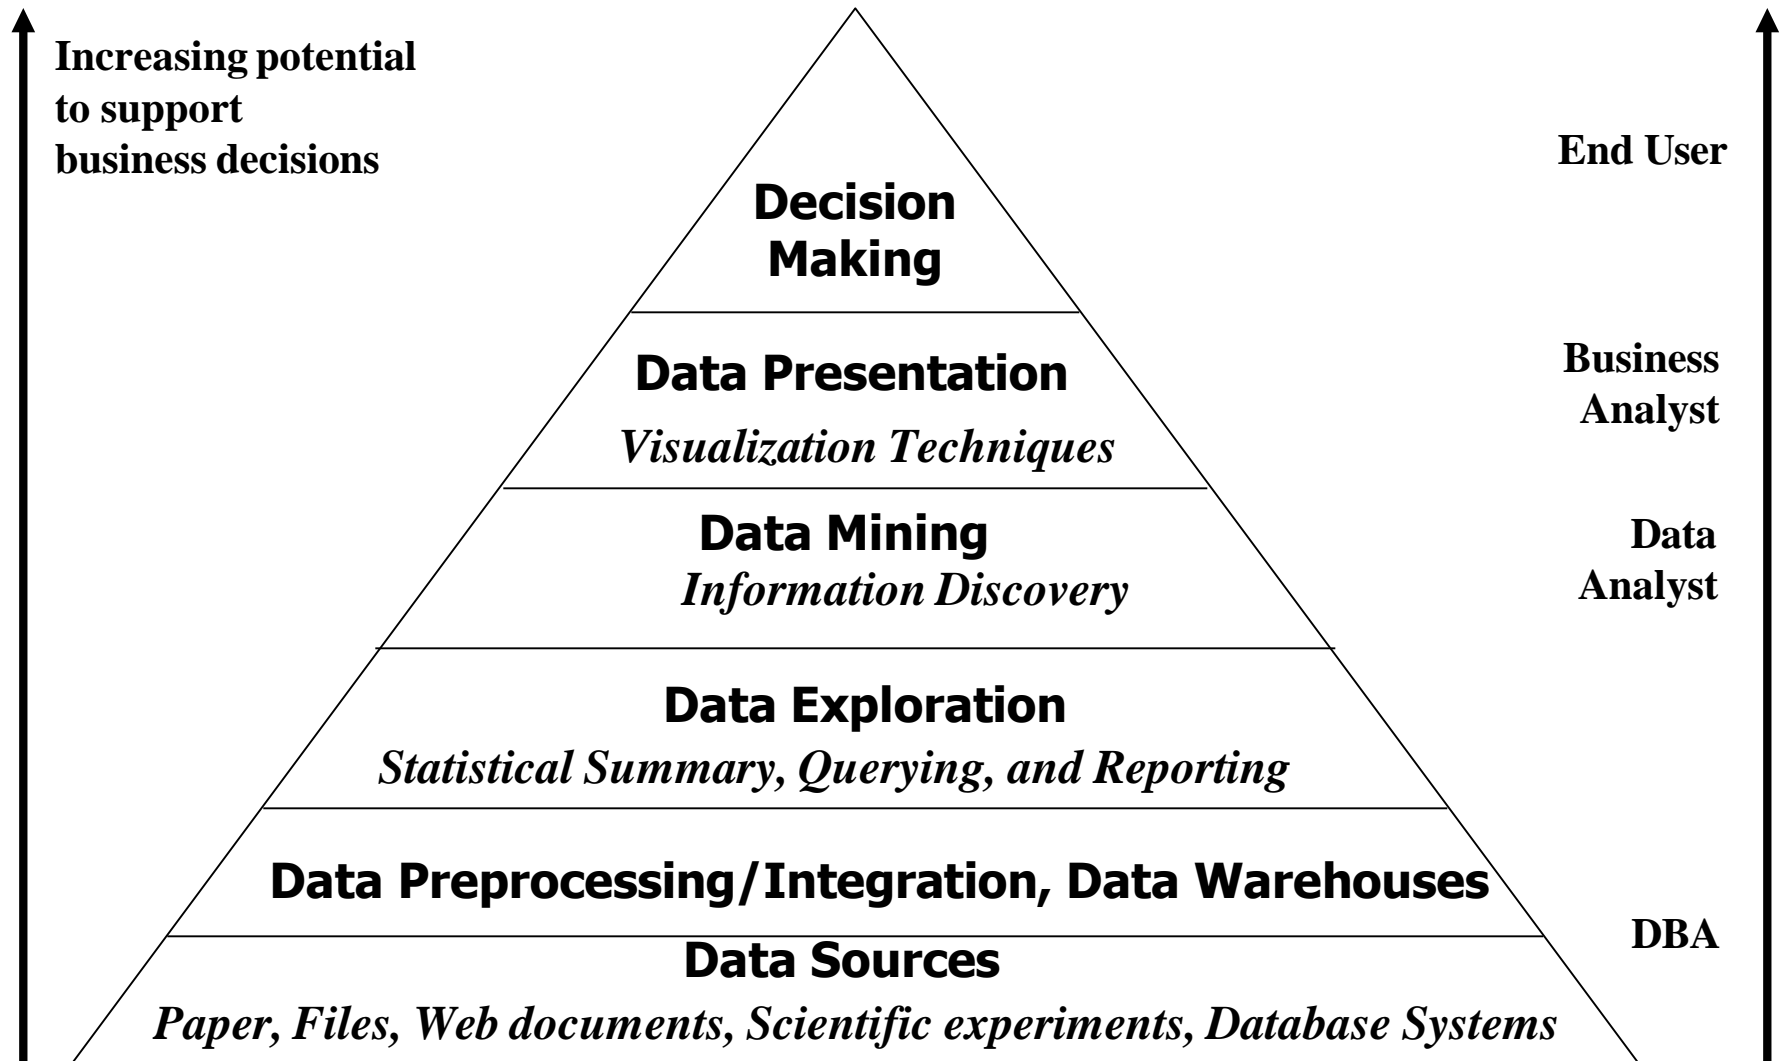 Increasing potential
to support
business decisions
End User
Decision
Making
Business
Analyst
Data Presentation
Visualization Techniques
Data Mining
Information Discovery
Data
Analyst
Data Exploration
Statistical Summary, Querying, and Reporting
Data Preprocessing/Integration, Data Warehouses
DBA
Data Sources
Paper, Files, Web documents, Scientific experiments, Database Systems